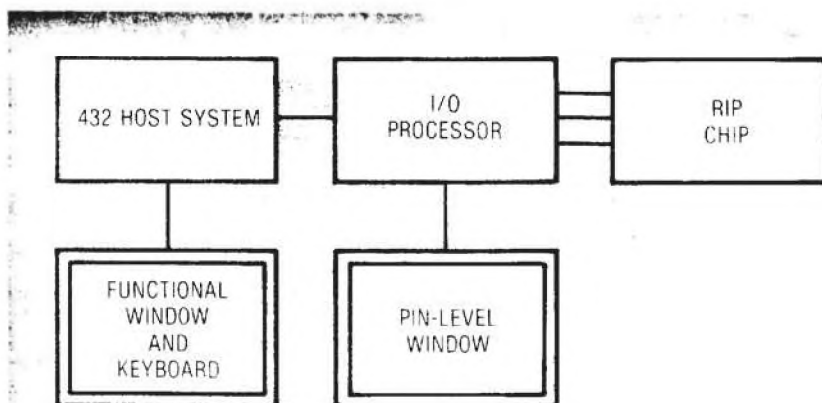 432 HOST SYSTEM
I/O
PROCESSOR
RIP
CHIP
FUNCTIONAL
WINDOW
AND
KEYBOARD
PIN-LEVEL
WINDOW